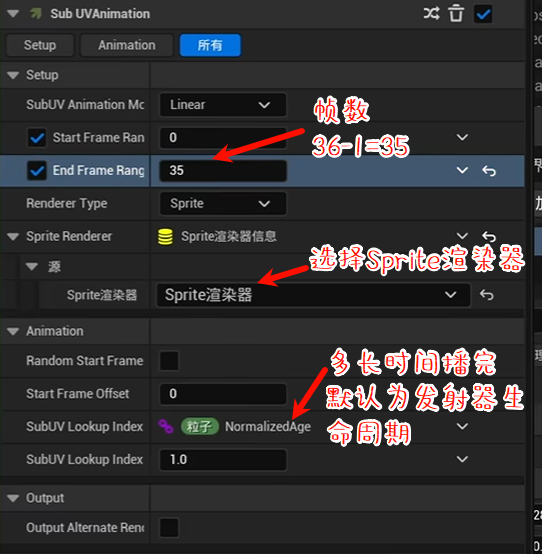 Sub UVAnimation
Setup
Animation
所有
Setup
SubUV Animation Mo
Linear
Start Frame Ran
0
帧数
36-1=35
End Frame Rang
35
Renderer Type
Sprite
Sprite Renderer
Sprite渲染器信息
源
选择Sprite渲染器
Sprite渲染器
Sprite渲染器
Animation
Random Start Frame
多长时间播完
默认为发射器生
命周期
Start Frame Offset
0
SubUV Lookup Index
粒子
NormalizedAge
SubUV Lookup Index
1.0
Output
Output Alternate Rend